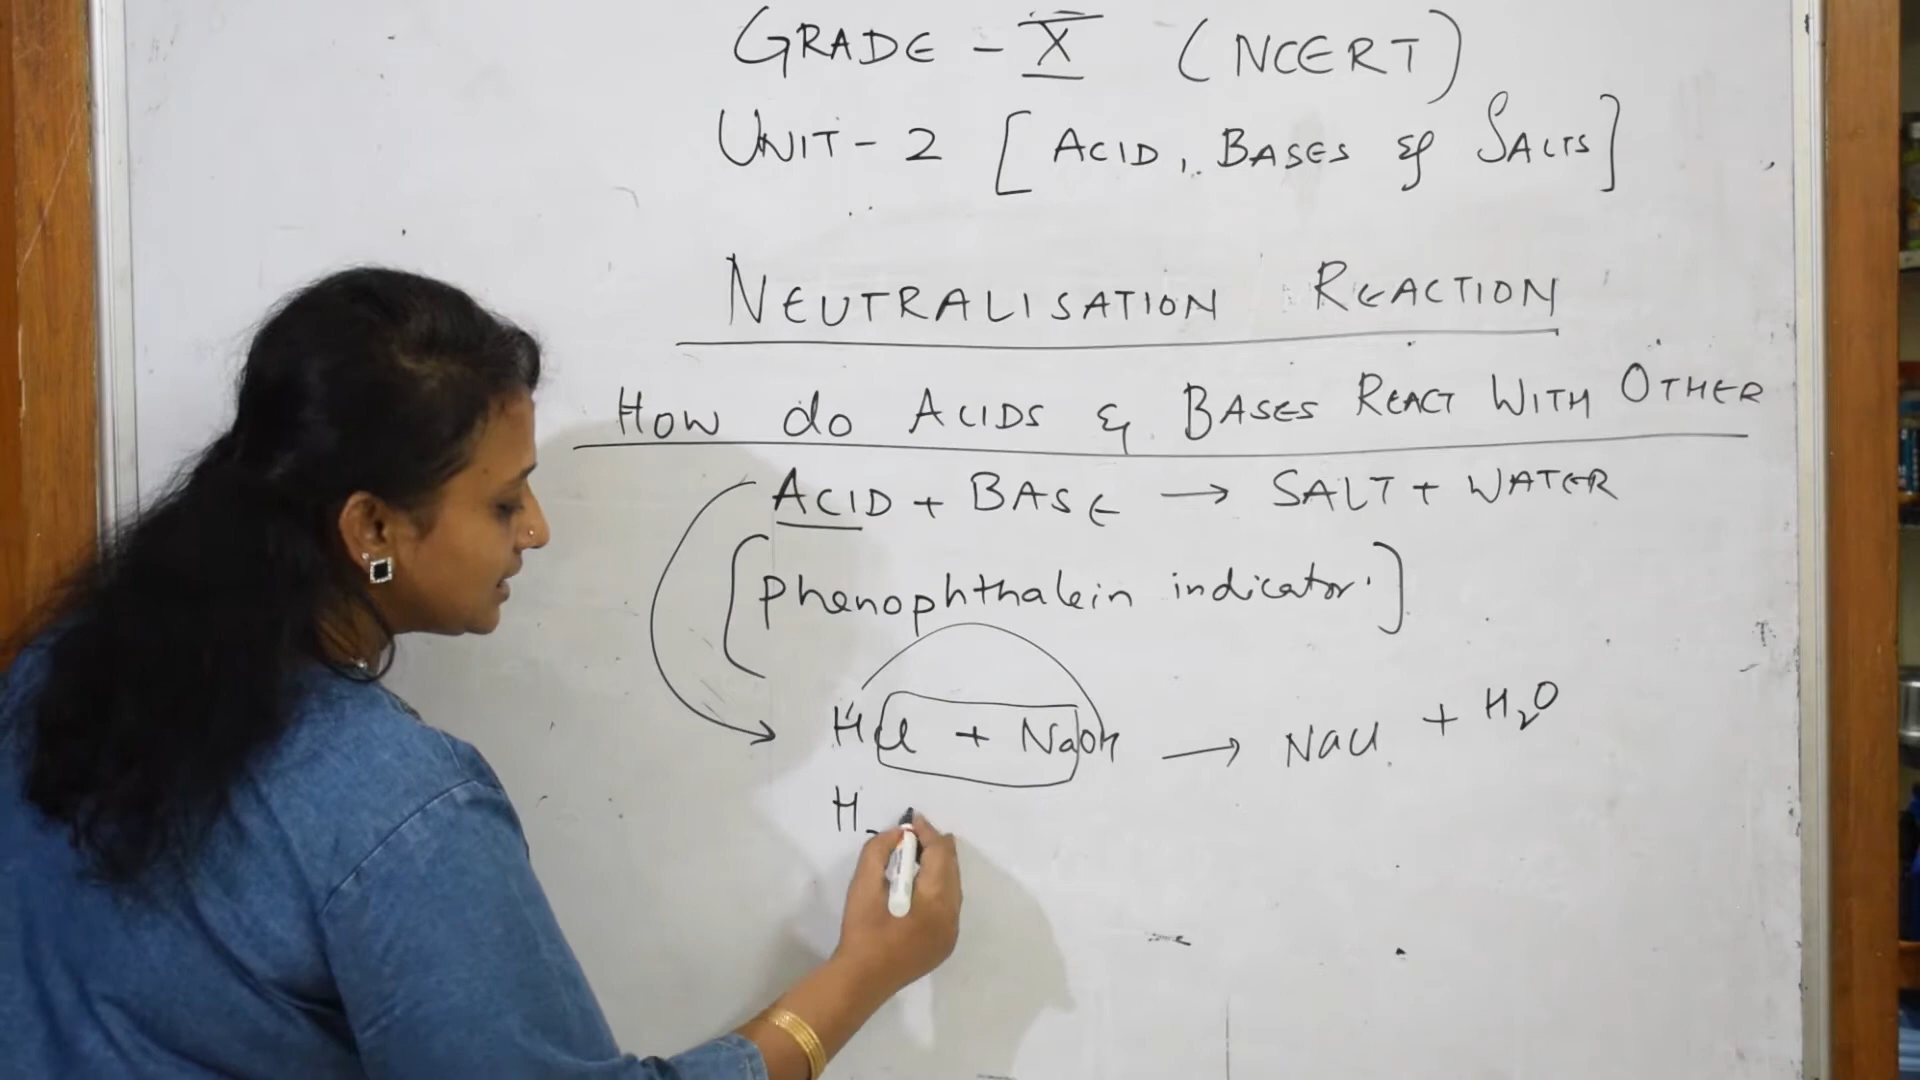 GRADE - X (NCERT)
UNIT - 2 [ACID, BASES & SALTS]
NEUTRALISATION REACTION
HOW do ACIDS & BASES REACT WITH OTHER
ACID + BASE → SALT + WATER
[Phenophthalein indicator.]
HCl + NaOH → NaCl + H₂O
H